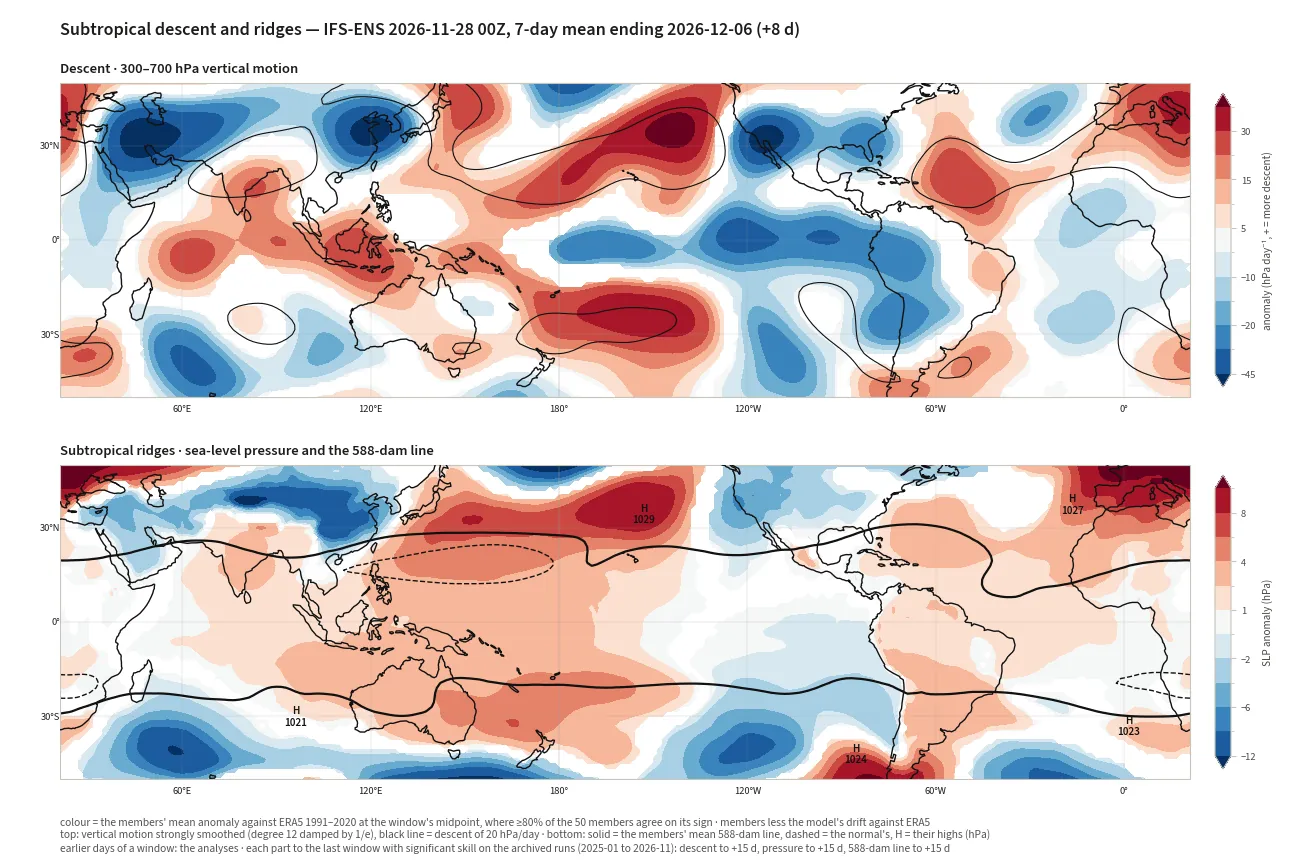 Subtropical descent and ridges — IFS-ENS 2026-11-28 00Z, 7-day mean ending 2026-12-06 (+8 d)
Descent · 300–700 hPa vertical motion
30°N
0°
30°S
60°E
120°E
180°
120°W
60°W
0°
30
15
5
−10
−20
−45
anomaly (hPa day⁻¹, + = more descent)
Subtropical ridges · sea-level pressure and the 588-dam line
30°N
0°
30°S
H
1029
H
1027
H
1021
H
1024
H
1023
60°E
120°E
180°
120°W
60°W
0°
8
4
1
−2
−6
−12
SLP anomaly (hPa)
colour = the members' mean anomaly against ERA5 1991–2020 at the window's midpoint, where ≥80% of the 50 members agree on its sign · members less the model's drift against ERA5
top: vertical motion strongly smoothed (degree 12 damped by 1/e), black line = descent of 20 hPa/day · bottom: solid = the members' mean 588-dam line, dashed = the normal's, H = their highs (hPa)
earlier days of a window: the analyses · each part to the last window with significant skill on the archived runs (2025-01 to 2026-11): descent to +15 d, pressure to +15 d, 588-dam line to +15 d